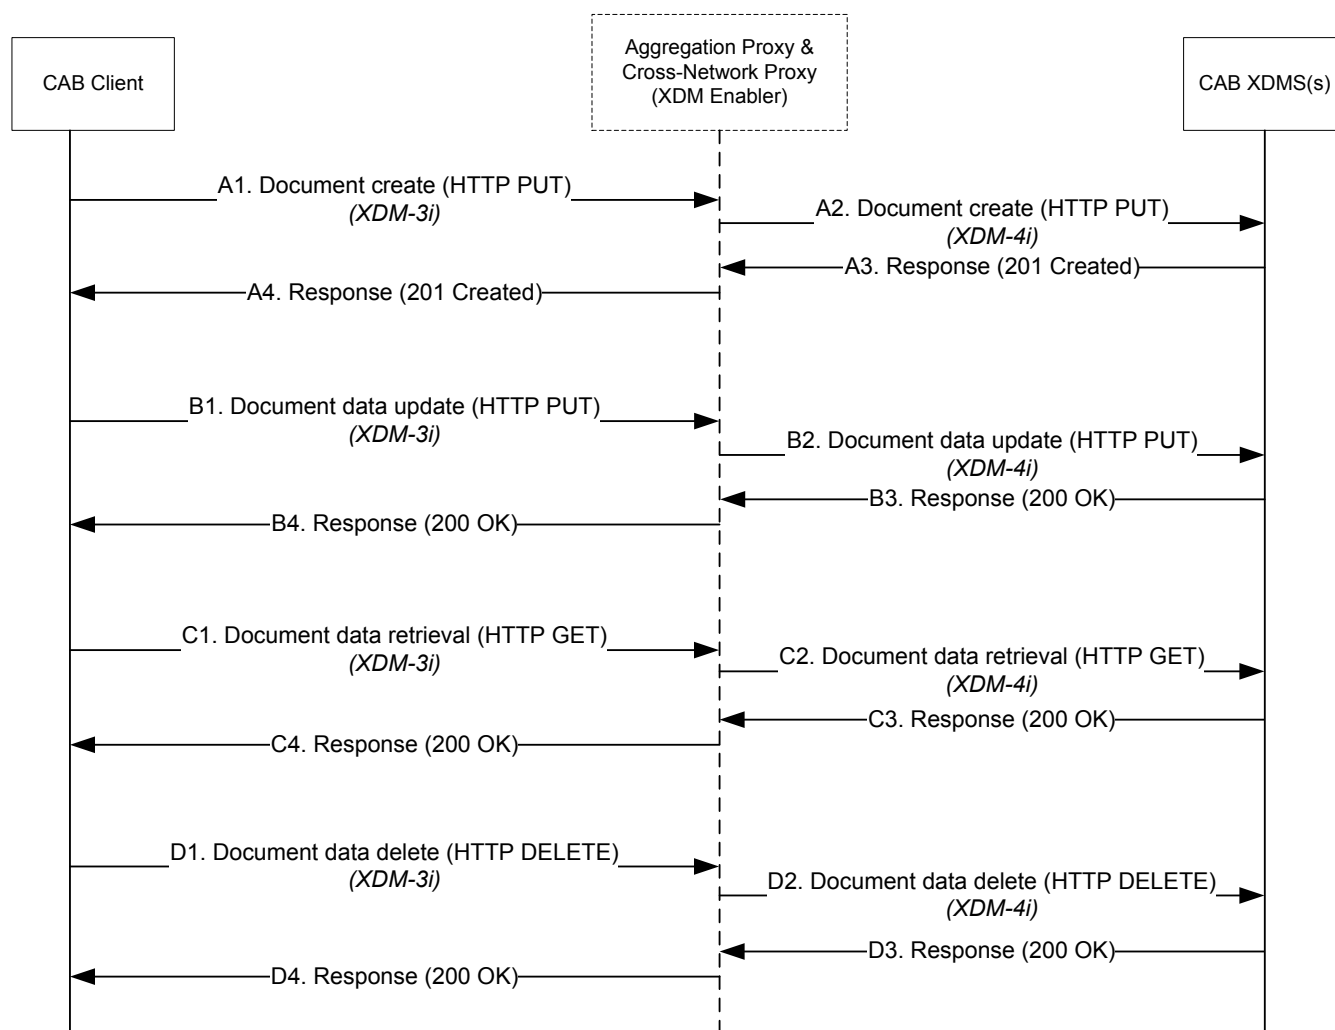 CAB Client
Aggregation Proxy &
Cross-Network Proxy
(XDM Enabler)
CAB XDMS(s)
A1. Document create (HTTP PUT)
(XDM-3i)
A2. Document create (HTTP PUT)
(XDM-4i)
A3. Response (201 Created)
A4. Response (201 Created)
B1. Document data update (HTTP PUT)
(XDM-3i)
B2. Document data update (HTTP PUT)
(XDM-4i)
B3. Response (200 OK)
B4. Response (200 OK)
C1. Document data retrieval (HTTP GET)
(XDM-3i)
C2. Document data retrieval (HTTP GET)
(XDM-4i)
C3. Response (200 OK)
C4. Response (200 OK)
D1. Document data delete (HTTP DELETE)
(XDM-3i)
D2. Document data delete (HTTP DELETE)
(XDM-4i)
D3. Response (200 OK)
D4. Response (200 OK)